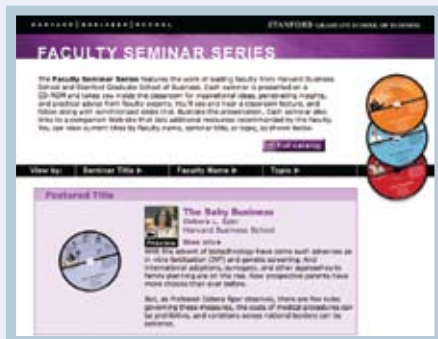 HARVARD|BUSINESS|SCHOOL
STANFORD GRADUATE SCHOOL OF BUSINESS
FACULTY SEMINAR SERIES
The Faculty Seminar Series features the work of leading faculty from Harvard Business
School and Stanford Graduate School of Business. Each seminar is presented on a
CD-ROM and takes you inside the classroom for inspirational ideas, penetrating insights,
and practical advice from faculty experts. You'll see and hear a classroom lecture, and
follow along with synchronized slides that illustrate the presentation. Each seminar also
links to a companion Web site that lists additional resources recommended by the faculty.
You can view current titles by faculty name, seminar title, or topic, as shown below.
Full catalog
View by: Seminar Title Faculty Name Topic
Featured Title
The Baby Business
Debora L. Spar
Harvard Business School
Preview
With the advent of biotechnology have come such advances as
in vitro fertilization (IVF) and genetic screening. And
international adoptions, surrogacy, and other approaches to
family planning are on the rise. Now prospective parents have
more choices than ever before.
But, as Professor Debora Spar observes, there are few rules
governing these measures, the costs of medical procedures can
be prohibitive, and variations across national borders can be
extreme.